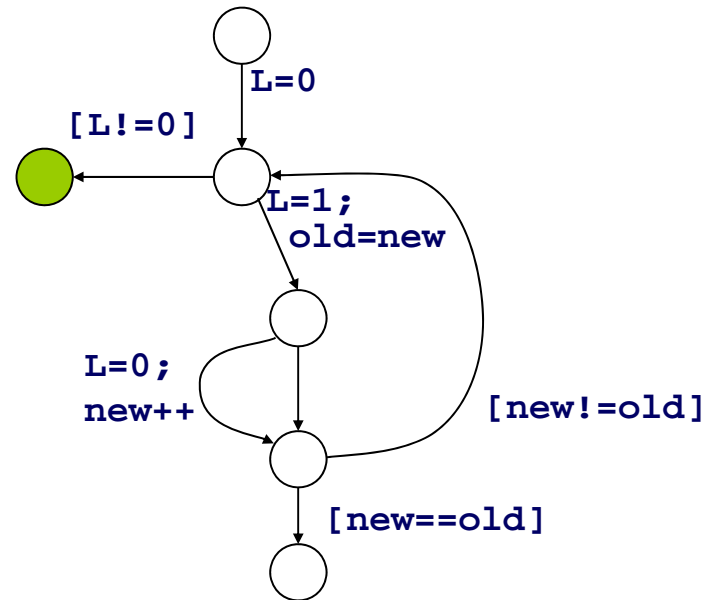 L=0
[L!=0]
L=1;
old=new
L=0;
new++
[new!=old]
[new==old]